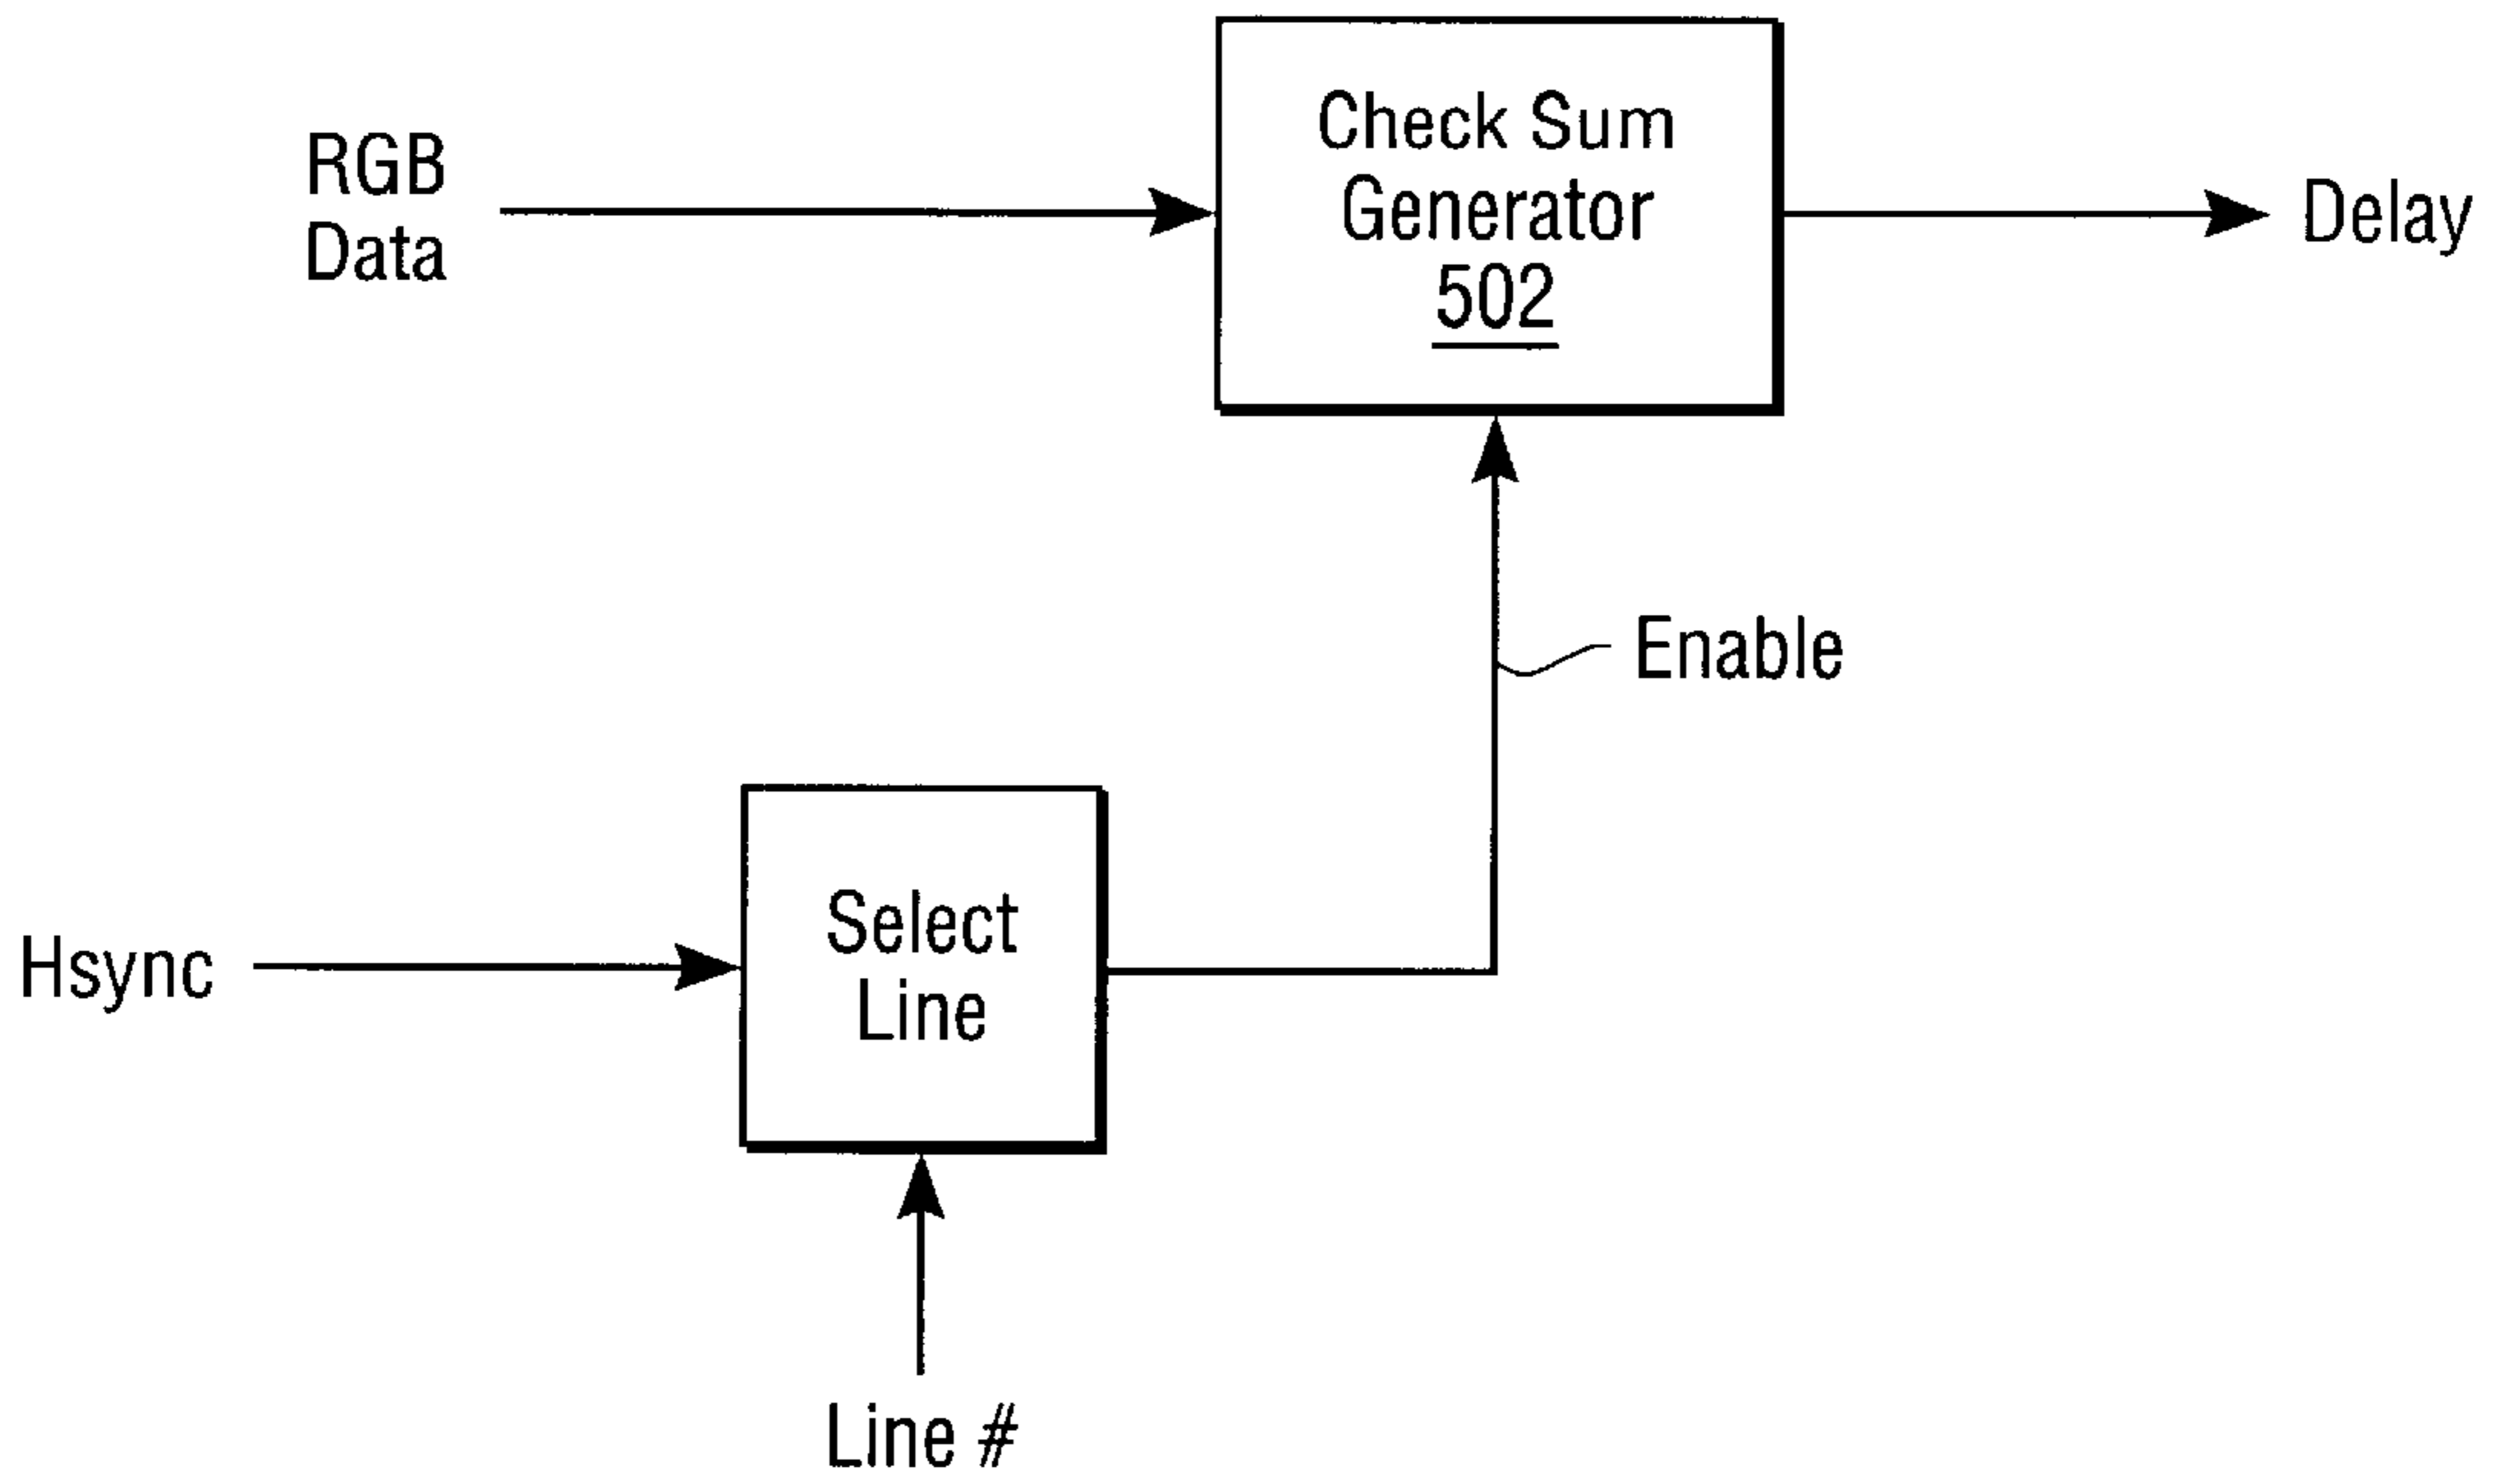 RGB
Data
Check Sum
Generator
502
Delay
Enable
Hsync
Select
Line
Line #